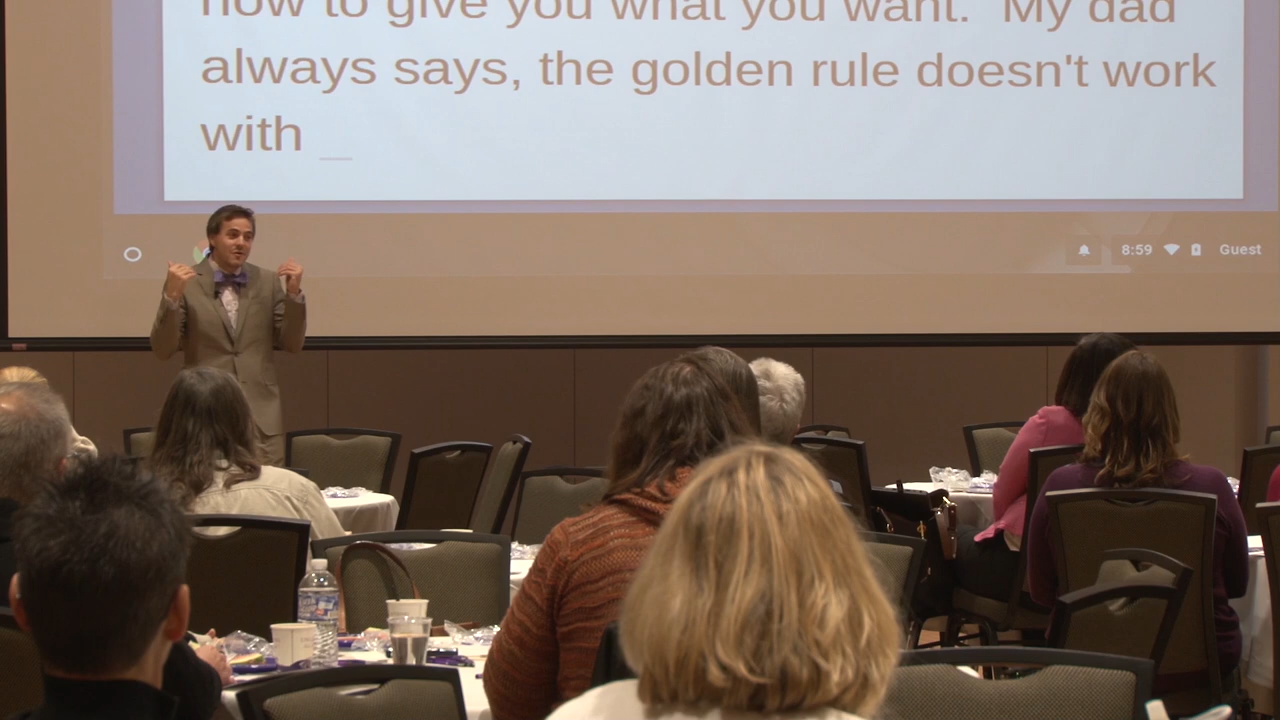 how to give you what you want. My dad
always says, the golden rule doesn't work
with __
8:59 Guest